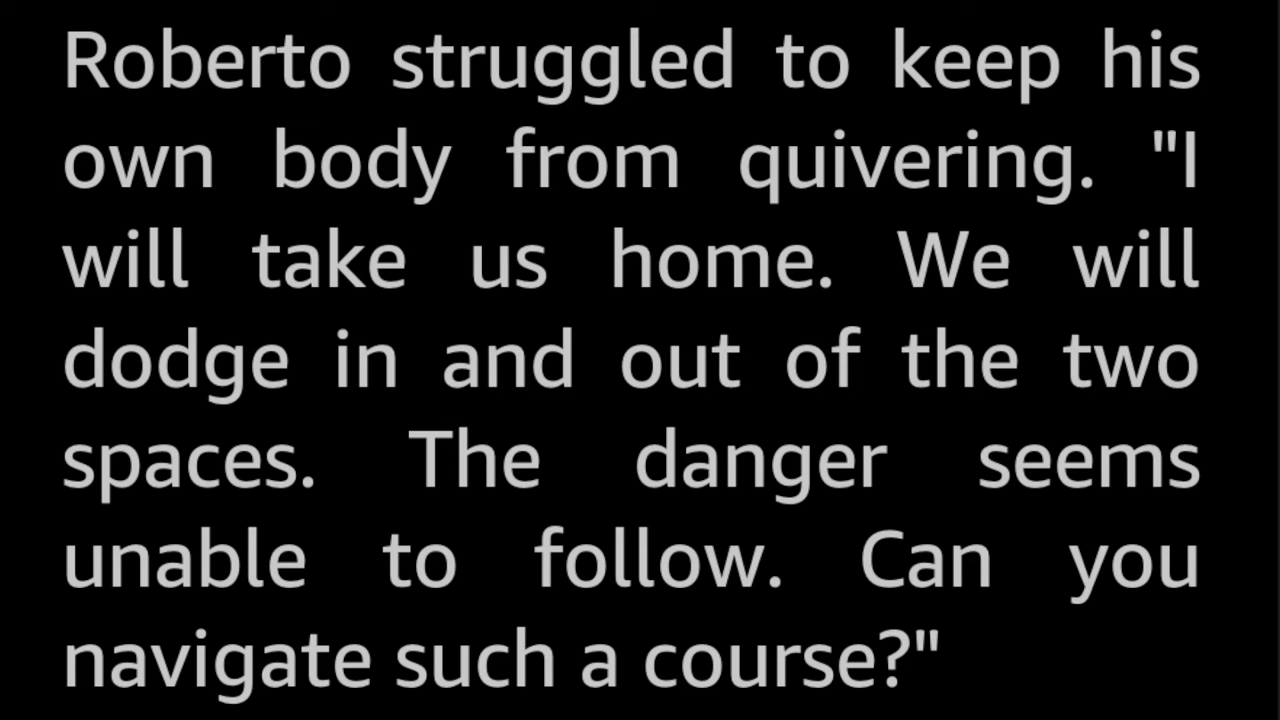 Roberto struggled to keep his
own body from quivering. "I
will take us home. We will
dodge in and out of the two
spaces. The danger seems
unable to follow. Can you
navigate such a course?"